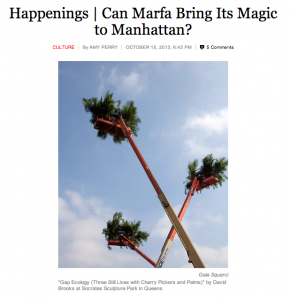 Happenings | Can Marfa Bring Its Magic
to Manhattan?
CULTURE | By AMY PERRY | OCTOBER 15, 2013, 6:42 PM | 5 Comments
Gaia Squarci
"Gap Ecology (Three Still Lives with Cherry Pickers and Palms)" by David
Brooks at Socrates Sculpture Park in Queens.